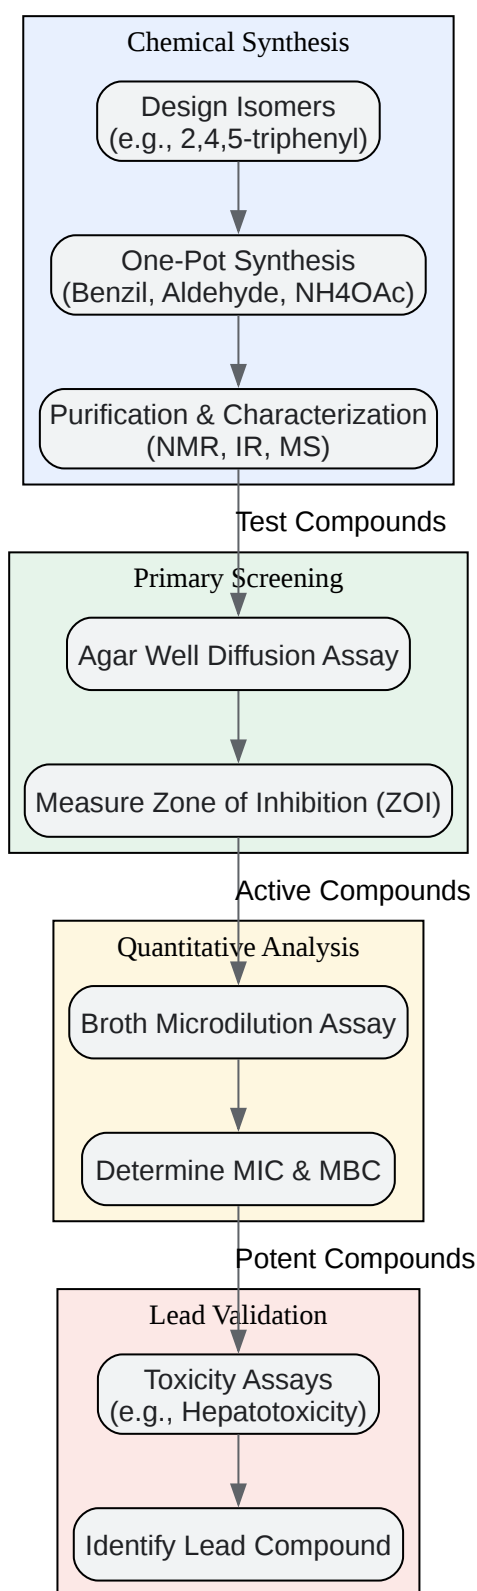 Chemical Synthesis
Design Isomers
(e.g., 2,4,5-triphenyl)
One-Pot Synthesis
(Benzil, Aldehyde, NH4OAc)
Purification & Characterization
(NMR, IR, MS)
Test Compounds
Primary Screening
Agar Well Diffusion Assay
Measure Zone of Inhibition (ZOI)
Active Compounds
Quantitative Analysis
Broth Microdilution Assay
Determine MIC & MBC
Potent Compounds
Lead Validation
Toxicity Assays
(e.g., Hepatotoxicity)
Identify Lead Compound